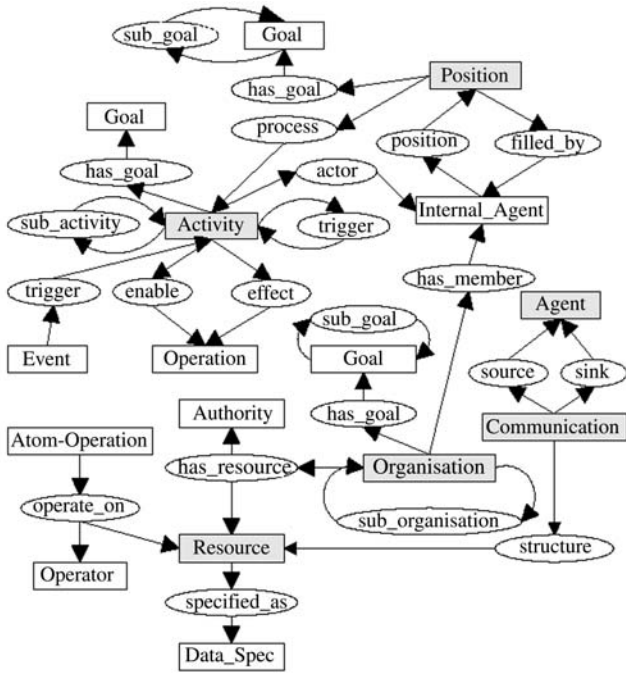 sub_goal
Goal
Position
has_goal
Goal
process
position
filled_by
has_goal
actor
sub_activity
Activity
trigger
Internal_Agent
trigger
enable
effect
has_member
Agent
sub_goal
Event
Operation
Goal
source
sink
Authority
has_goal
Communication
Atom-Operation
has_resource
Organisation
operate_on
sub_organisation
Resource
structure
Operator
specified_as
Data_Spec